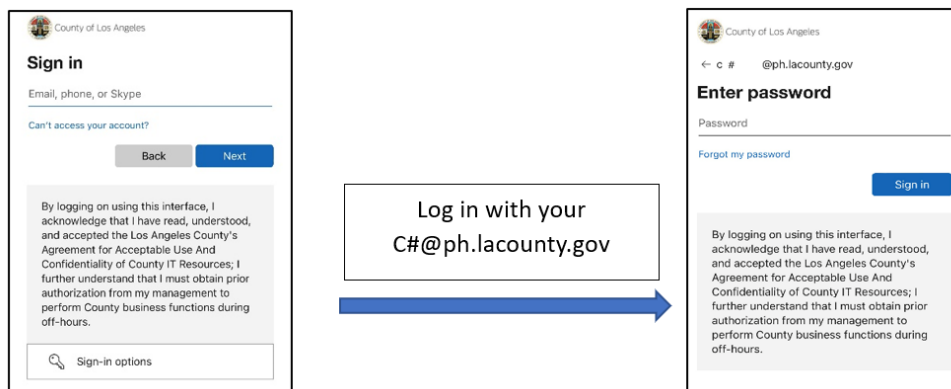 County of Los Angeles
Sign in
Email, phone, or Skype
Can't access your account?
Back
Next
By logging on using this interface, I
acknowledge that I have read, understood,
and accepted the Los Angeles County's
Agreement for Acceptable Use And
Confidentiality of County IT Resources; I
further understand that I must obtain prior
authorization from my management to
perform County business functions during
off-hours.
Sign-in options
Log in with your
C#@ph.lacounty.gov
County of Los Angeles
← c # @ph.lacounty.gov
Enter password
Password
Forgot my password
Sign in
By logging on using this interface, I
acknowledge that I have read, understood,
and accepted the Los Angeles County's
Agreement for Acceptable Use And
Confidentiality of County IT Resources; I
further understand that I must obtain prior
authorization from my management to
perform County business functions during
off-hours.